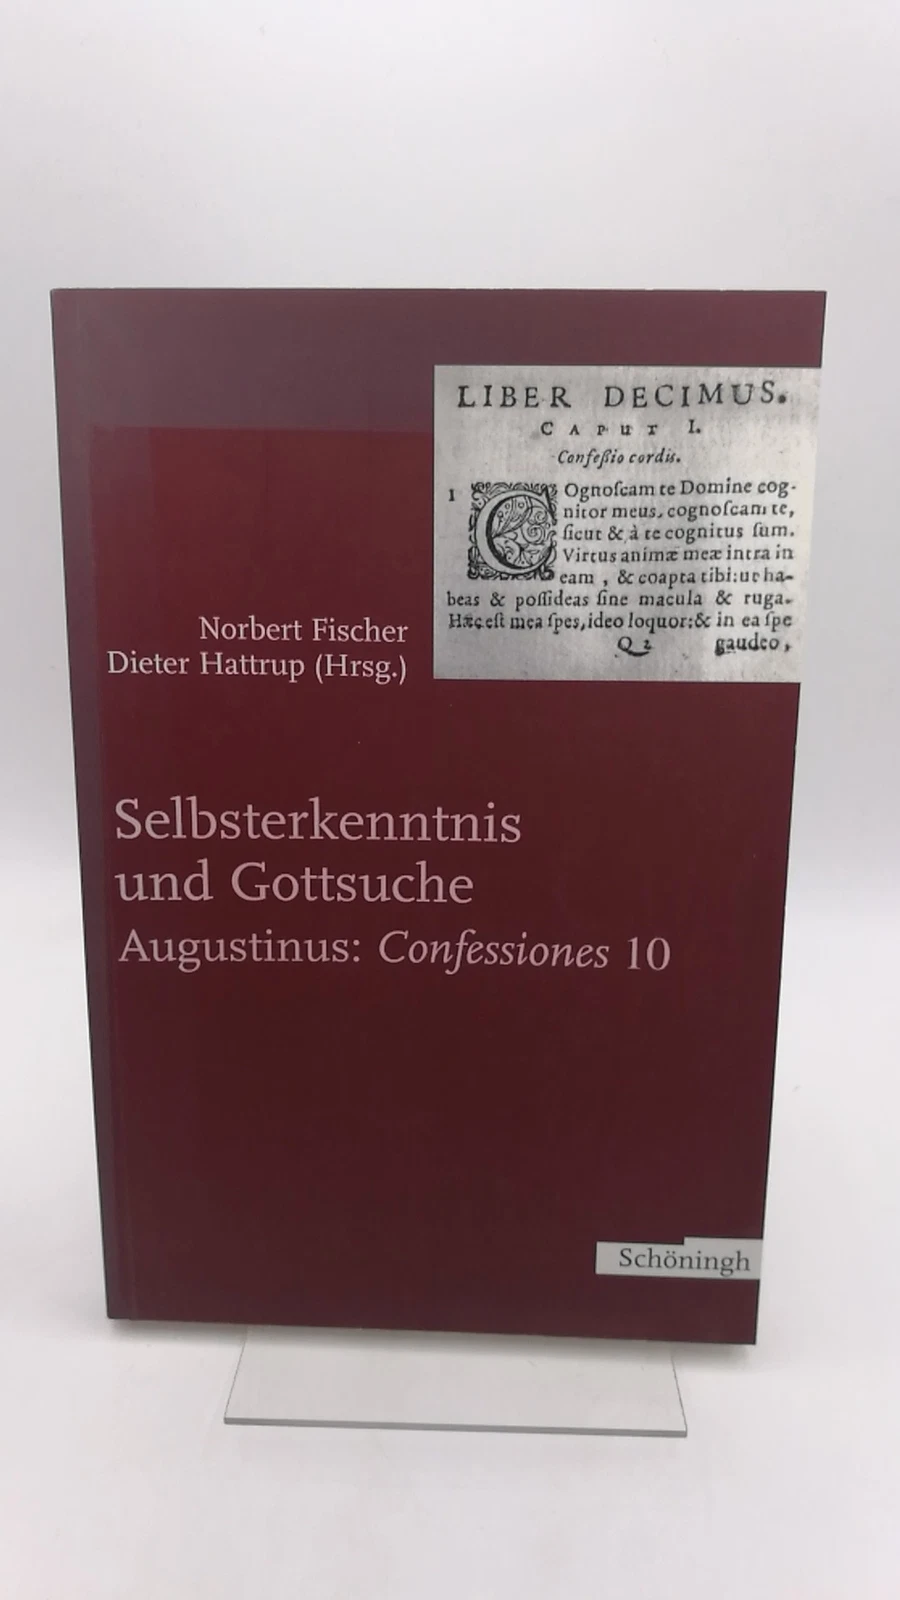 LIBER DECIMUS.
CAPUT I.
Confeßio cordis.
1 COgnoſcam te Domine cog-
nitor meus, cognoſcam te,
ſicut & à te cognitus ſum.
Virtus animæ meæ intra in
eam , & coapta tibi: ut ha-
beas & poſſideas ſine macula & ruga.
Hæc eſt mea ſpes, ideo loquor: & in ea ſpe
Q 2 gaudeo,
Norbert Fischer
Dieter Hattrup (Hrsg.)
Selbsterkenntnis
und Gottsuche
Augustinus: Confessiones 10
Schöningh